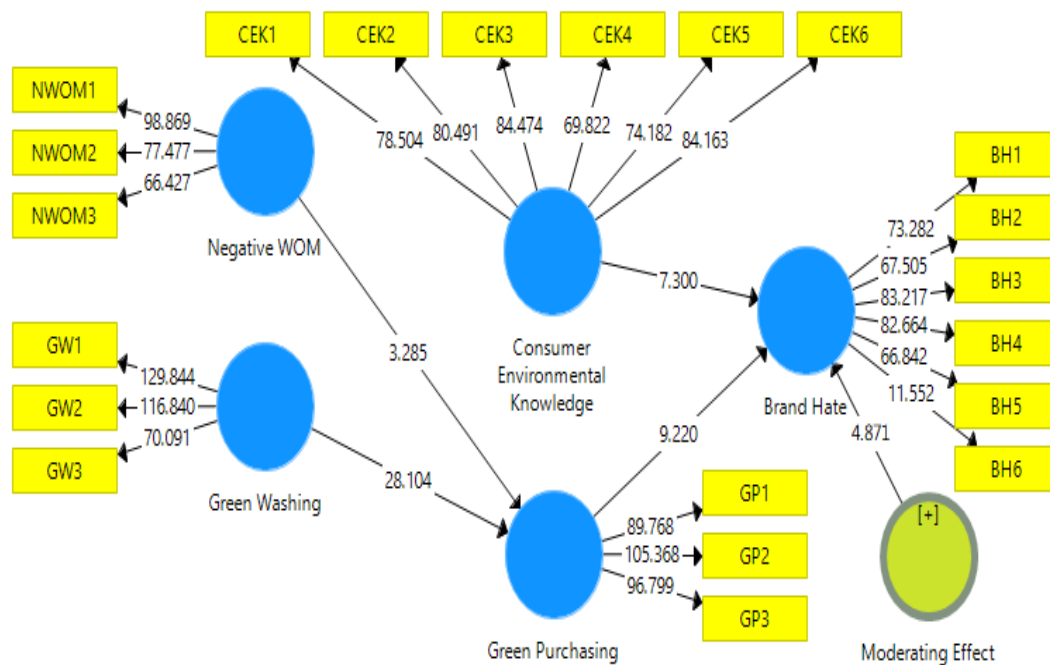 CEK1
CEK2
CEK3
CEK4
CEK5
CEK6
NWOM1
NWOM2
NWOM3
98.869
77.477
66.427
Negative WOM
78.504
80.491
84.474
69.822
74.182
84.163
Consumer
Environmental
Knowledge
7.300
BH1
BH2
BH3
BH4
BH5
BH6
73.282
67.505
83.217
82.664
66.842
11.552
Brand Hate
3.285
GW1
GW2
GW3
129.844
116.840
70.091
Green Washing
28.104
9.220
4.871
GP1
GP2
GP3
89.768
105.368
96.799
Green Purchasing
[+]
Moderating Effect